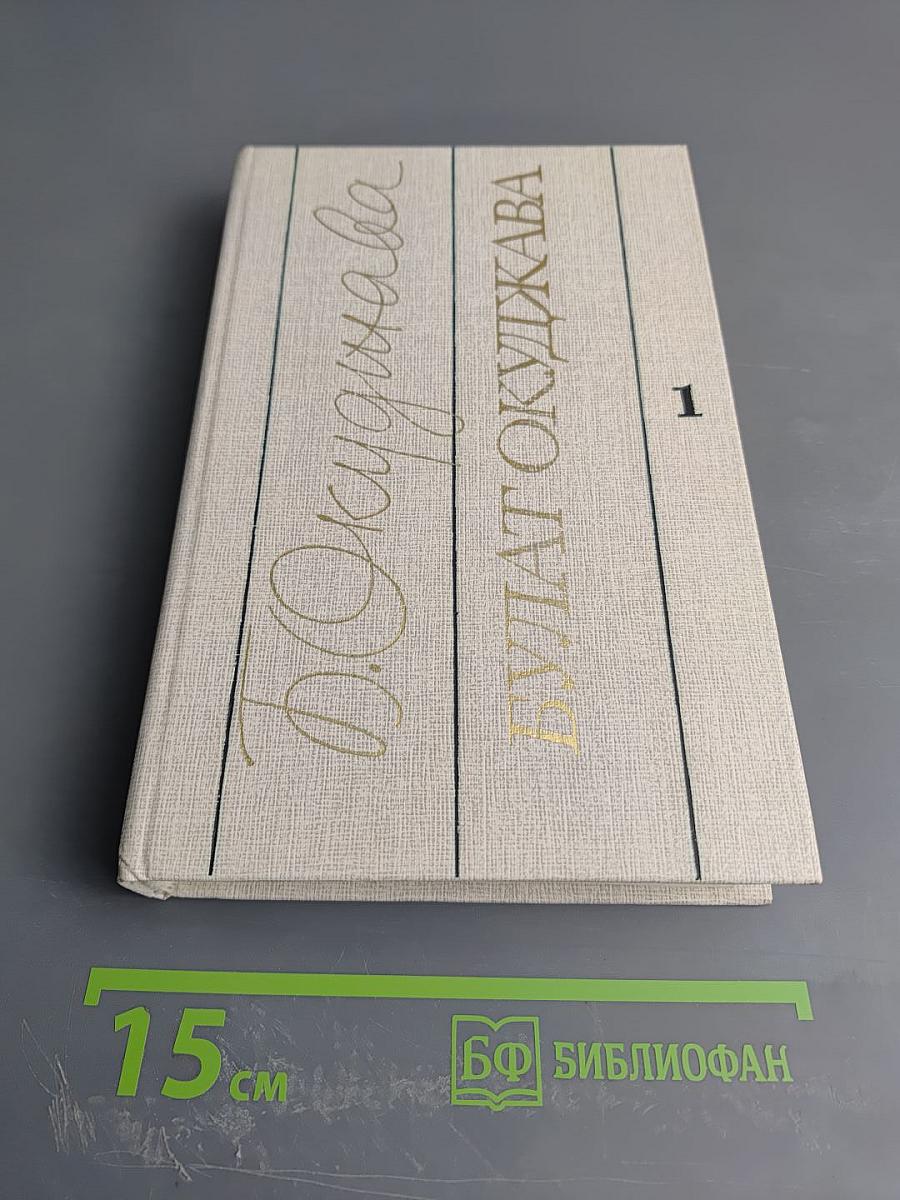 Б. Окуджава
БУЛАТ ОКУДЖАВА
1
15 см
БФ БИБЛИОФАН